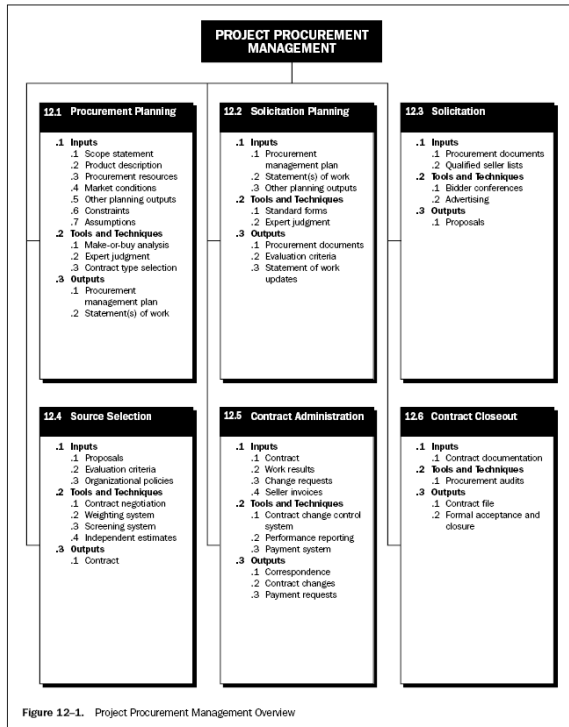 PROJECT PROCUREMENT
MANAGEMENT
12.1 Procurement Planning
.1 Inputs
.1 Scope statement
.2 Product description
.3 Procurement resources
.4 Market conditions
.5 Other planning outputs
.6 Constraints
.7 Assumptions
.2 Tools and Techniques
.1 Make-or-buy analysis
.2 Expert judgment
.3 Contract type selection
.3 Outputs
.1 Procurement
management plan
.2 Statement(s) of work
12.2 Solicitation Planning
.1 Inputs
.1 Procurement
management plan
.2 Statement(s) of work
.3 Other planning outputs
.2 Tools and Techniques
.1 Standard forms
.2 Expert judgment
.3 Outputs
.1 Procurement documents
.2 Evaluation criteria
.3 Statement of work
updates
12.3 Solicitation
.1 Inputs
.1 Procurement documents
.2 Qualified seller lists
.2 Tools and Techniques
.1 Bidder conferences
.2 Advertising
.3 Outputs
.1 Proposals
12.4 Source Selection
.1 Inputs
.1 Proposals
.2 Evaluation criteria
.3 Organizational policies
.2 Tools and Techniques
.1 Contract negotiation
.2 Weighting system
.3 Screening system
.4 Independent estimates
.3 Outputs
.1 Contract
12.5 Contract Administration
.1 Inputs
.1 Contract
.2 Work results
.3 Change requests
.4 Seller invoices
.2 Tools and Techniques
.1 Contract change control
system
.2 Performance reporting
.3 Payment system
.3 Outputs
.1 Correspondence
.2 Contract changes
.3 Payment requests
12.6 Contract Closeout
.1 Inputs
.1 Contract documentation
.2 Tools and Techniques
.1 Procurement audits
.3 Outputs
.1 Contract file
.2 Formal acceptance and
closure
Figure 12–1. Project Procurement Management Overview